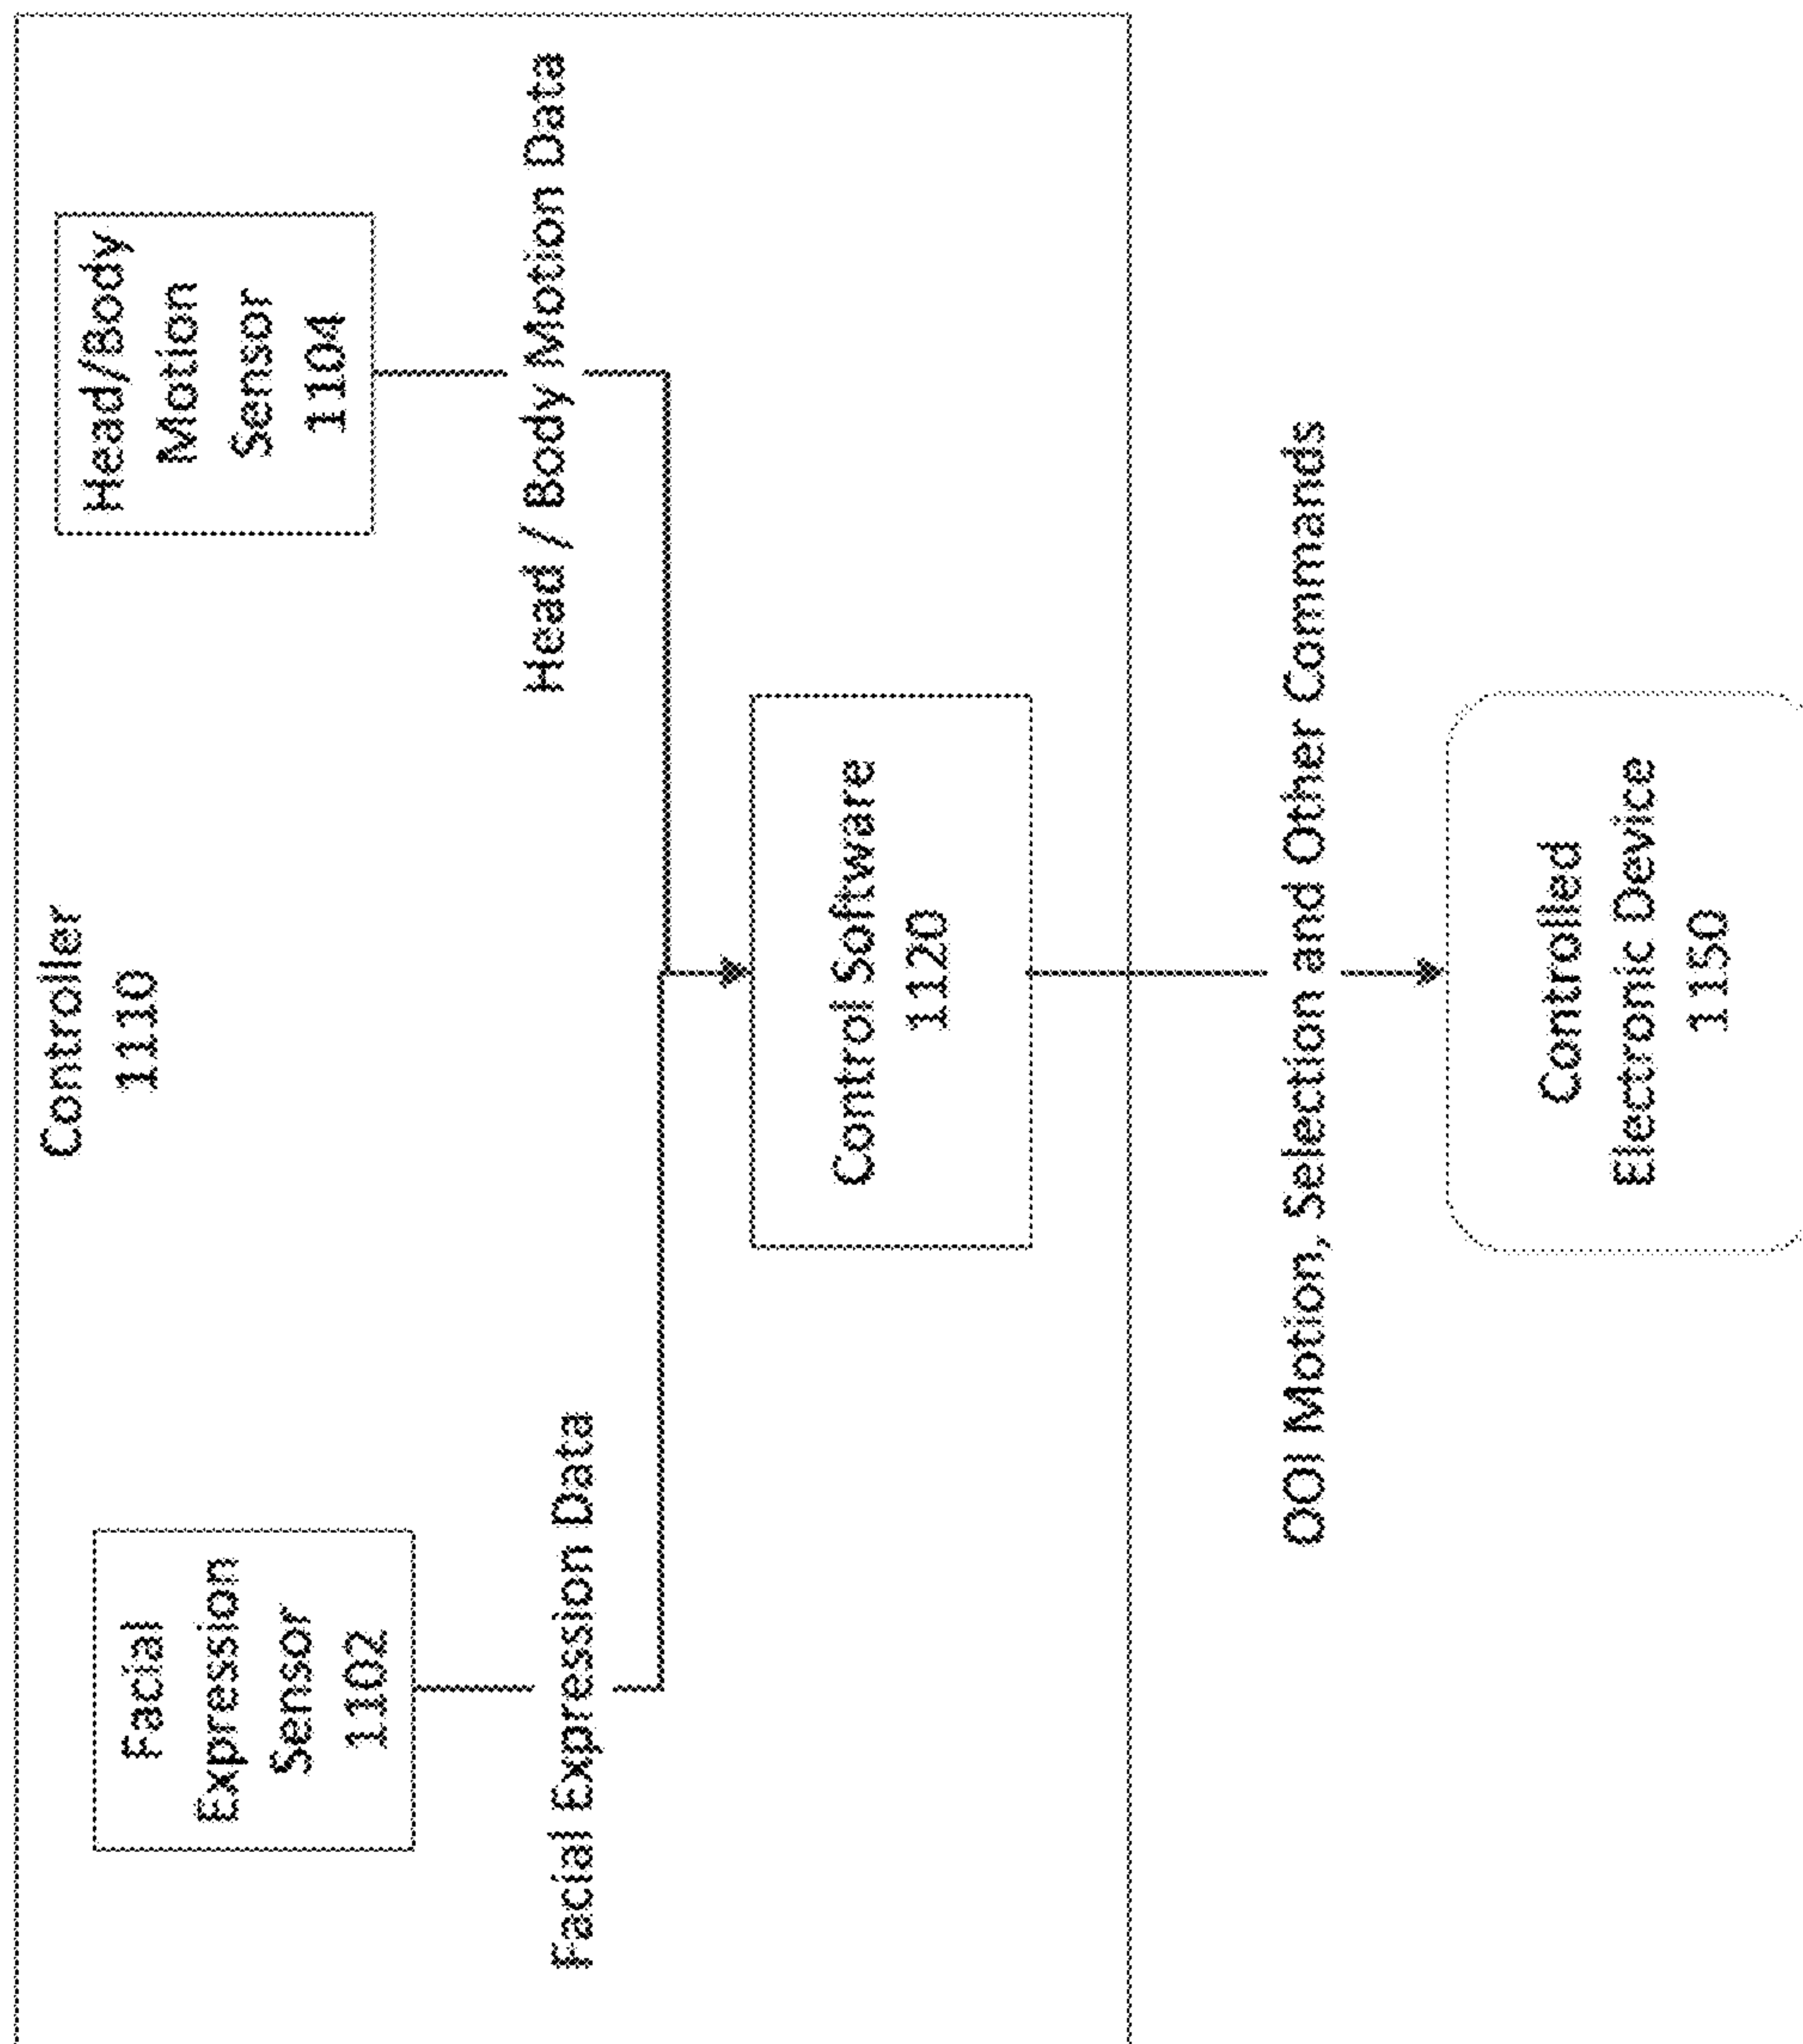 Controller
1110
Facial
Expression
Sensor
1102
Head/Body
Motion
Sensor
1104
Facial Expression Data
Head / Body Motion Data
Control Software
1120
OOI Motion, Selection and Other Commands
Controlled
Electronic Device
1150